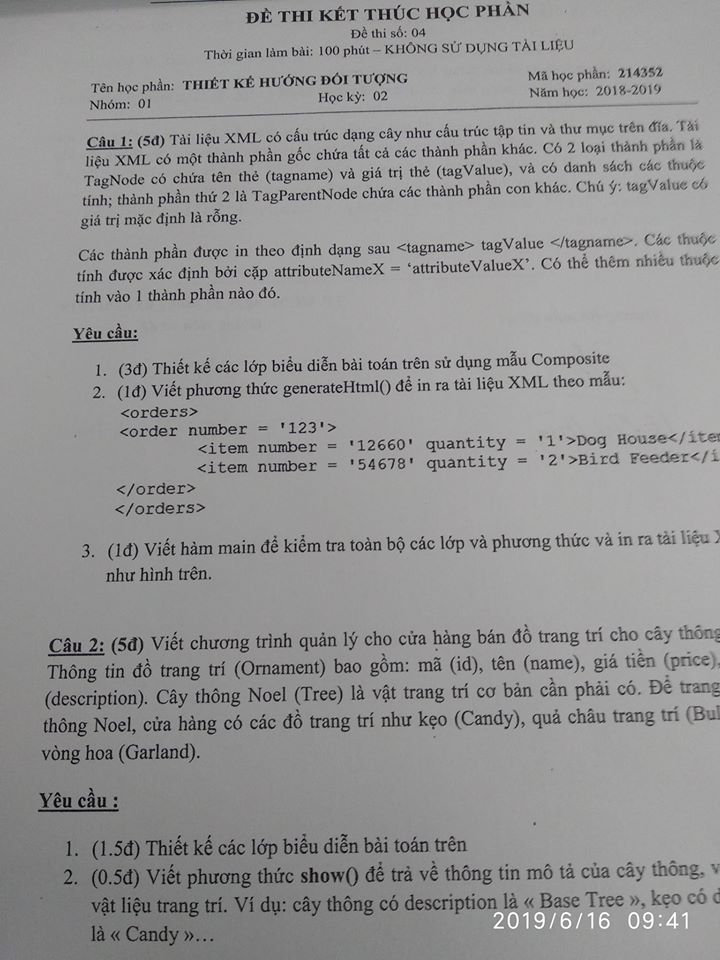 ĐỀ THI KẾT THÚC HỌC PHẦN
Đề thi số: 04
Thời gian làm bài: 100 phút – KHÔNG SỬ DỤNG TÀI LIỆU
Tên học phần: THIẾT KẾ HƯỚNG ĐỐI TƯỢNG Mã học phần: 214352
Nhóm: 01 Học kỳ: 02 Năm học: 2018-2019
Câu 1: (5đ) Tài liệu XML có cấu trúc dạng cây như cấu trúc tập tin và thư mục trên đĩa. Tài
liệu XML có một thành phần gốc chứa tất cả các thành phần khác. Có 2 loại thành phần là
TagNode có chứa tên thẻ (tagname) và giá trị thẻ (tagValue), và có danh sách các thuộc
tính; thành phần thứ 2 là TagParentNode chứa các thành phần con khác. Chú ý: tagValue có
giá trị mặc định là rỗng.
Các thành phần được in theo định dạng sau <tagname> tagValue </tagname>. Các thuộc
tính được xác định bởi cặp attributeNameX = ‘attributeValueX’. Có thể thêm nhiều thuộc
tính vào 1 thành phần nào đó.
Yêu cầu:
1. (3đ) Thiết kế các lớp biểu diễn bài toán trên sử dụng mẫu Composite
2. (1đ) Viết phương thức generateHtml() để in ra tài liệu XML theo mẫu:
<orders>
<order number = '123'>
<item number = '12660' quantity = '1'>Dog House</item
<item number = '54678' quantity = '2'>Bird Feeder</i
</order>
</orders>
3. (1đ) Viết hàm main để kiểm tra toàn bộ các lớp và phương thức và in ra tài liệu X
như hình trên.
Câu 2: (5đ) Viết chương trình quản lý cho cửa hàng bán đồ trang trí cho cây thông
Thông tin đồ trang trí (Ornament) bao gồm: mã (id), tên (name), giá tiền (price),
(description). Cây thông Noel (Tree) là vật trang trí cơ bản cần phải có. Để trang
thông Noel, cửa hàng có các đồ trang trí như kẹo (Candy), quả châu trang trí (Bul
vòng hoa (Garland).
Yêu cầu :
1. (1.5đ) Thiết kế các lớp biểu diễn bài toán trên
2. (0.5đ) Viết phương thức show() để trả về thông tin mô tả của cây thông, v
vật liệu trang trí. Ví dụ: cây thông có description là « Base Tree », kẹo có d
là « Candy »…
2019/6/16 09:41